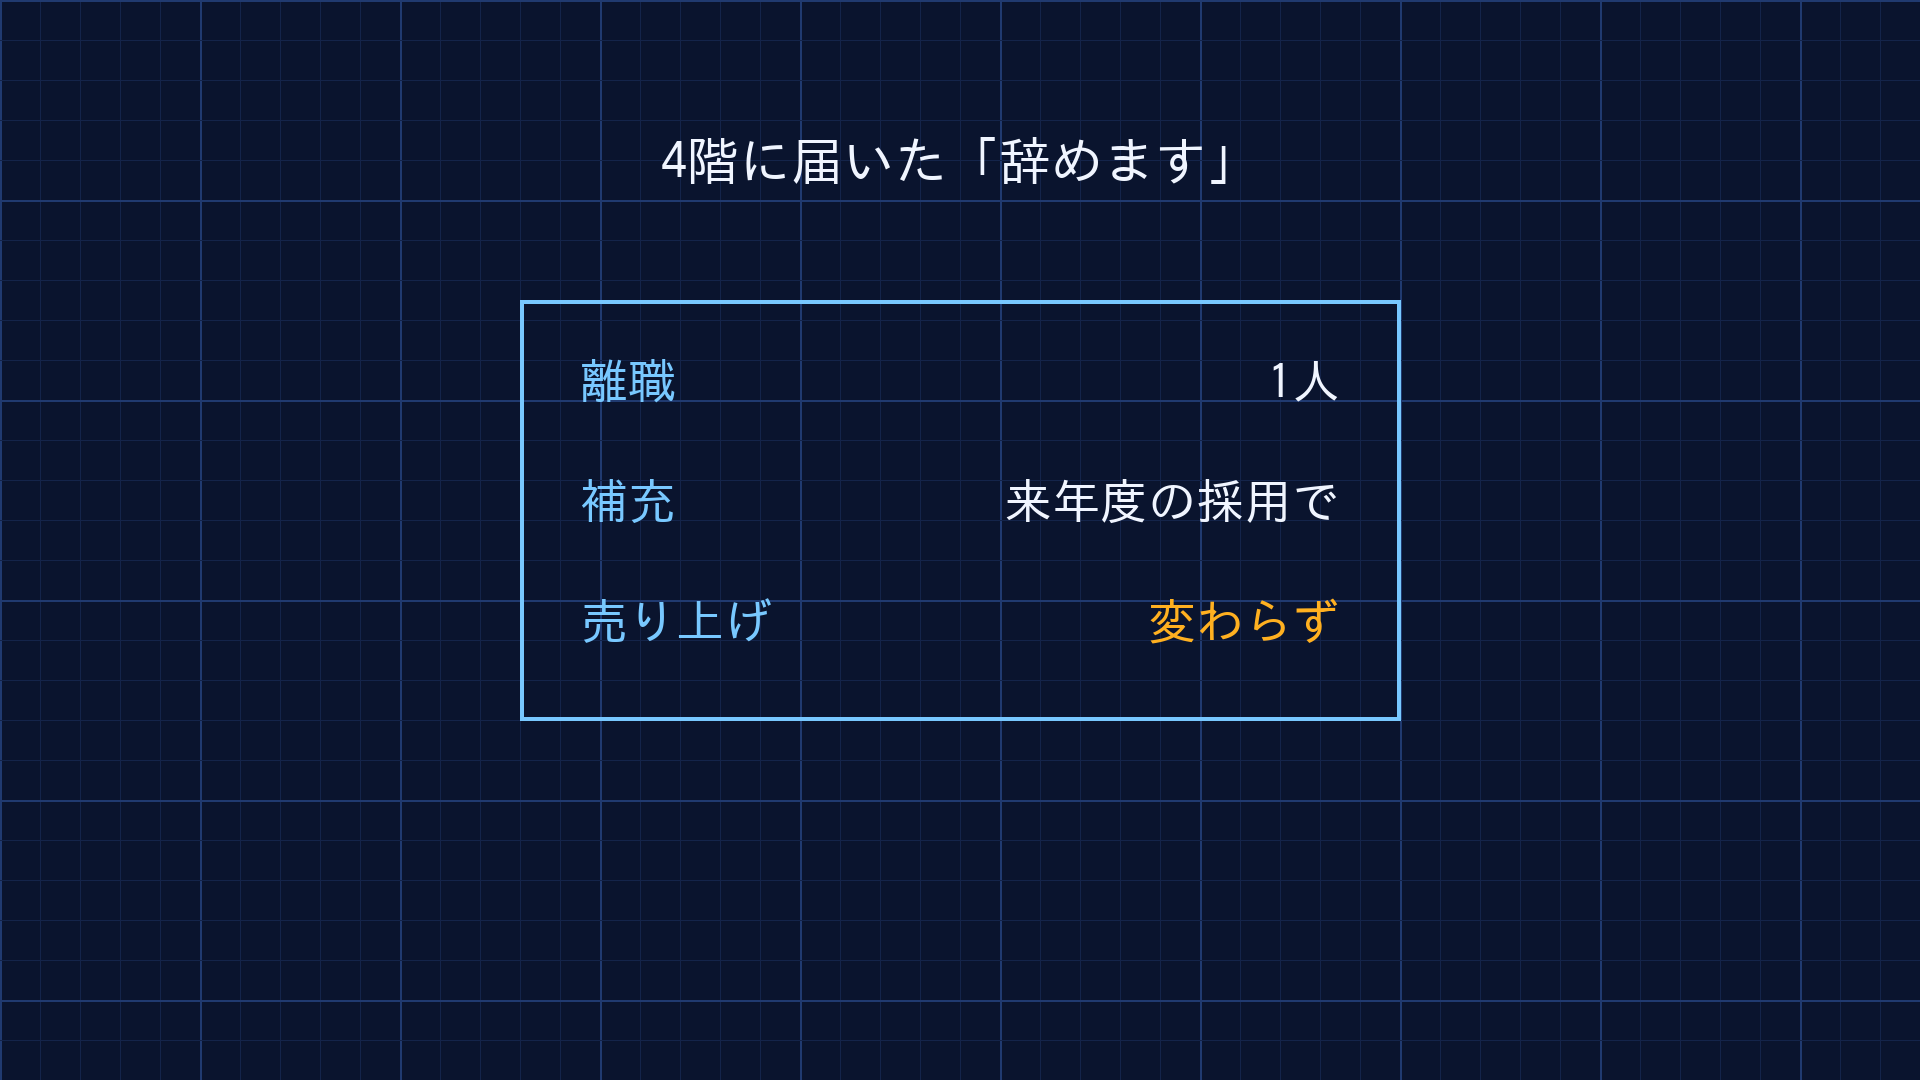 4階に届いた「辞めます」
離職 1人
補充 来年度の採用で
売り上げ 変わらず